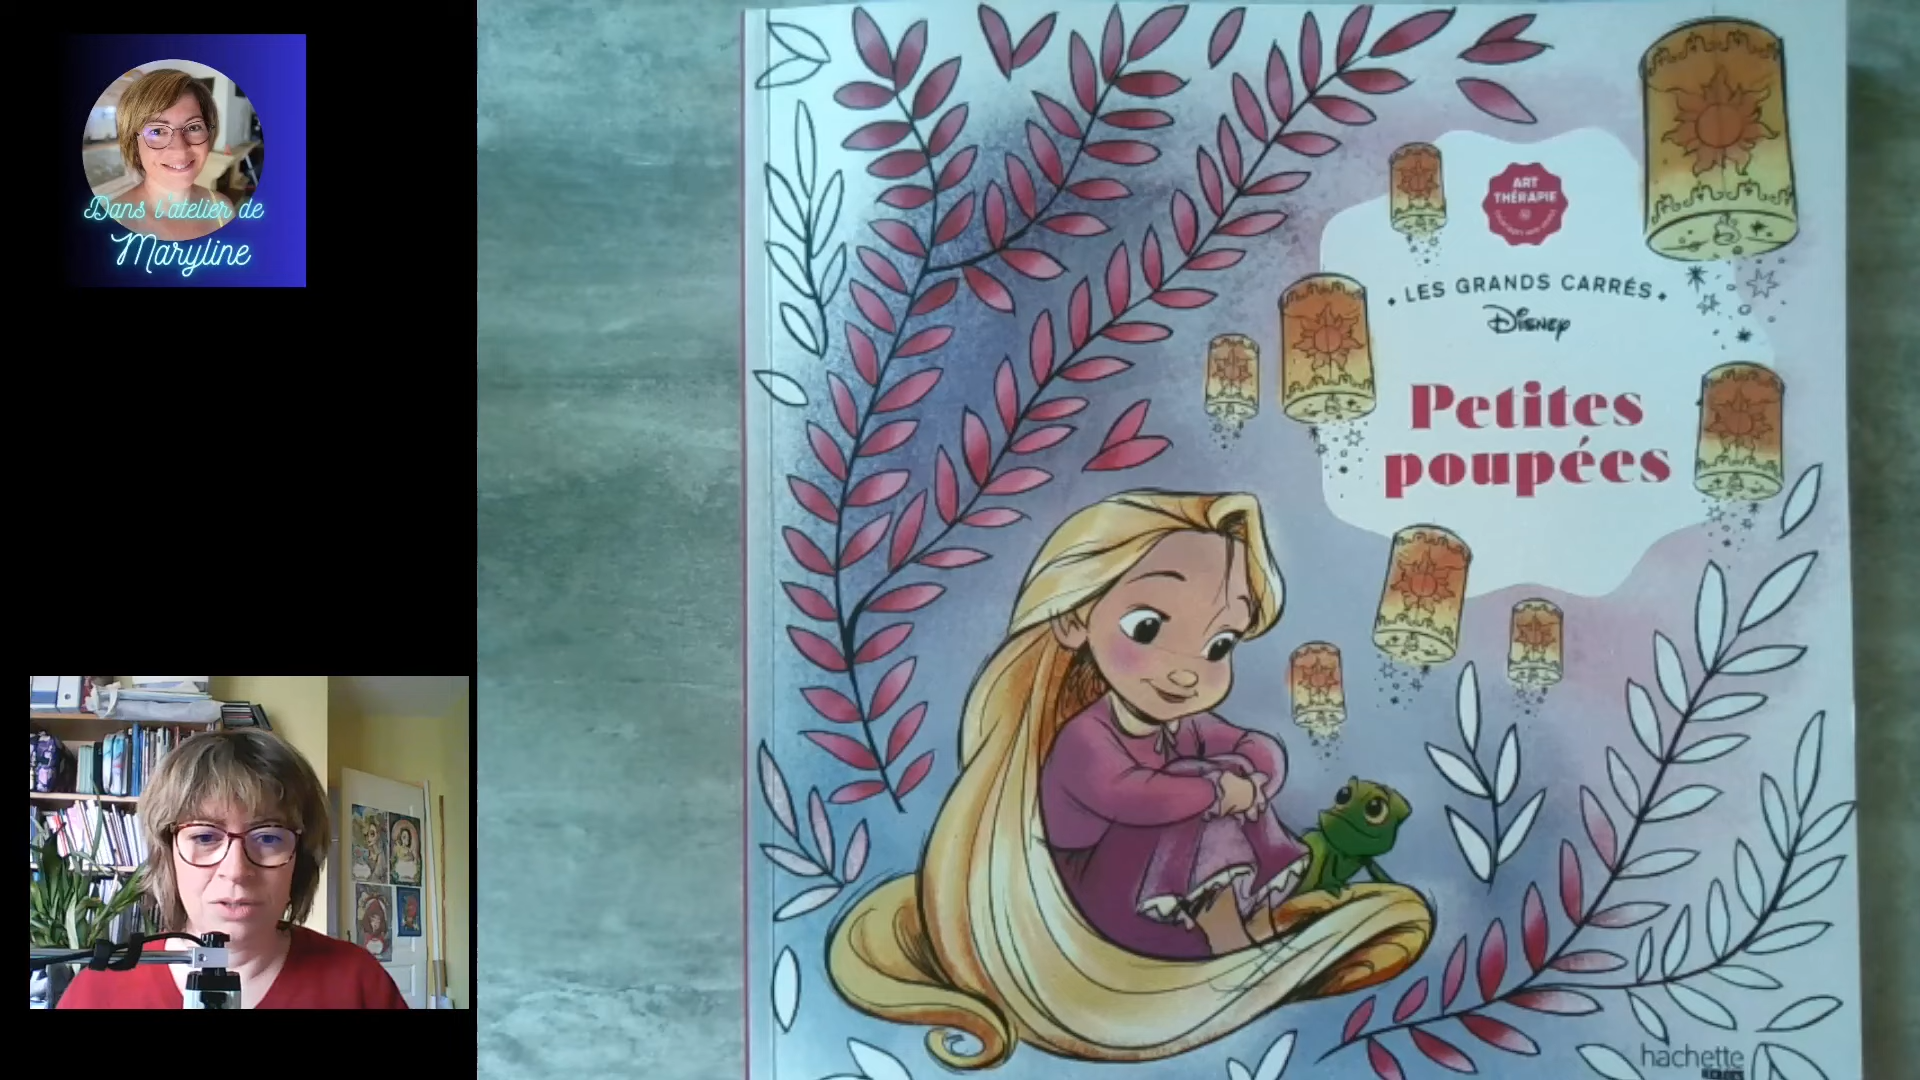 Dans l'atelier de
Maryline
ART
THÉRAPIE
LES GRANDS CARRÉS
Disney
Petites
poupées
hachette